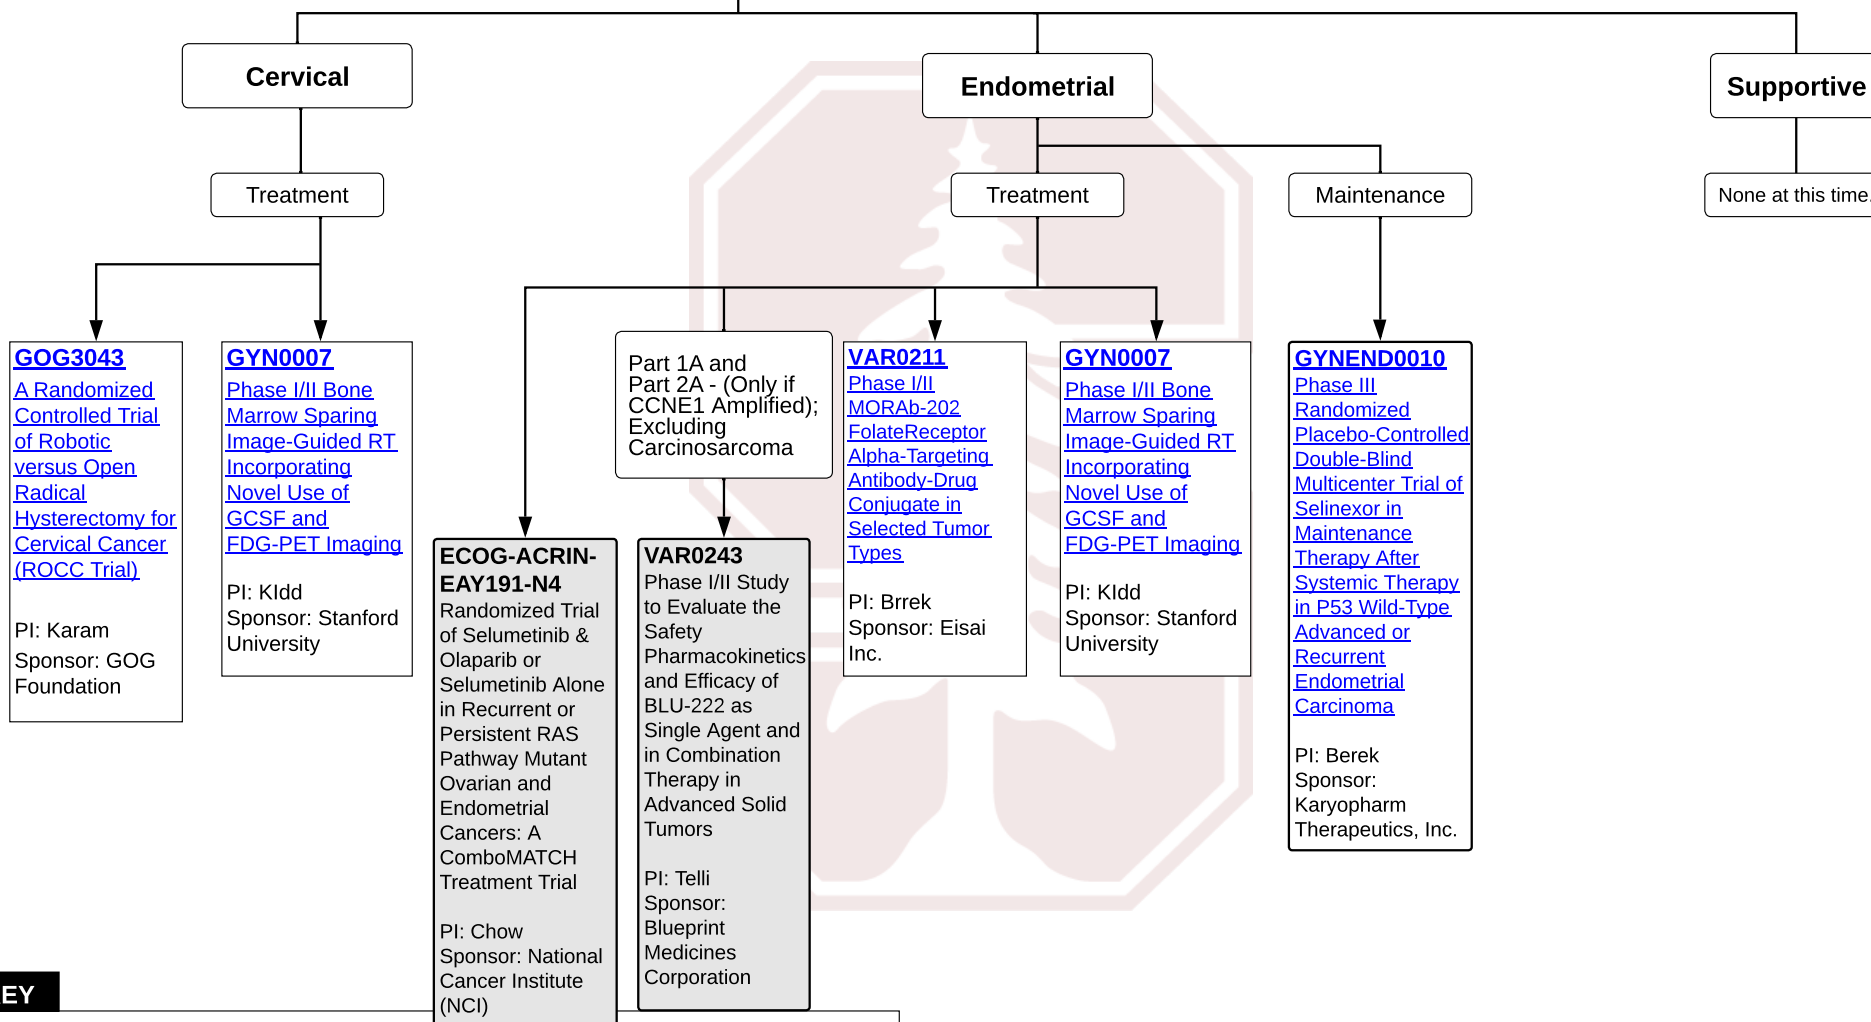 Cervical
Endometrial
Supportive
Treatment
Treatment
Maintenance
None at this time.
GOG3043
A Randomized
Controlled Trial
of Robotic
versus Open
Radical
Hysterectomy for
Cervical Cancer
(ROCC Trial)
PI: Karam
Sponsor: GOG
Foundation
GYN0007
Phase I/II Bone
Marrow Sparing
Image-Guided RT
Incorporating
Novel Use of
GCSF and
FDG-PET Imaging
PI: KIdd
Sponsor: Stanford
University
ECOG-ACRIN-
EAY191-N4
Randomized Trial
of Selumetinib &
Olaparib or
Selumetinib Alone
in Recurrent or
Persistent RAS
Pathway Mutant
Ovarian and
Endometrial
Cancers: A
ComboMATCH
Treatment Trial
PI: Chow
Sponsor: National
Cancer Institute
(NCI)
Part 1A and
Part 2A - (Only if
CCNE1 Amplified);
Excluding
Carcinosarcoma
VAR0243
Phase I/II Study
to Evaluate the
Safety
Pharmacokinetics
and Efficacy of
BLU-222 as
Single Agent and
in Combination
Therapy in
Advanced Solid
Tumors
PI: Telli
Sponsor:
Blueprint
Medicines
Corporation
VAR0211
Phase I/II
MORAb-202
FolateReceptor
Alpha-Targeting
Antibody-Drug
Conjugate in
Selected Tumor
Types
PI: Brrek
Sponsor: Eisai
Inc.
GYN0007
Phase I/II Bone
Marrow Sparing
Image-Guided RT
Incorporating
Novel Use of
GCSF and
FDG-PET Imaging
PI: KIdd
Sponsor: Stanford
University
GYNEND0010
Phase III
Randomized
Placebo-Controlled
Double-Blind
Multicenter Trial of
Selinexor in
Maintenance
Therapy After
Systemic Therapy
in P53 Wild-Type
Advanced or
Recurrent
Endometrial
Carcinoma
PI: Berek
Sponsor:
Karyopharm
Therapeutics, Inc.
EY